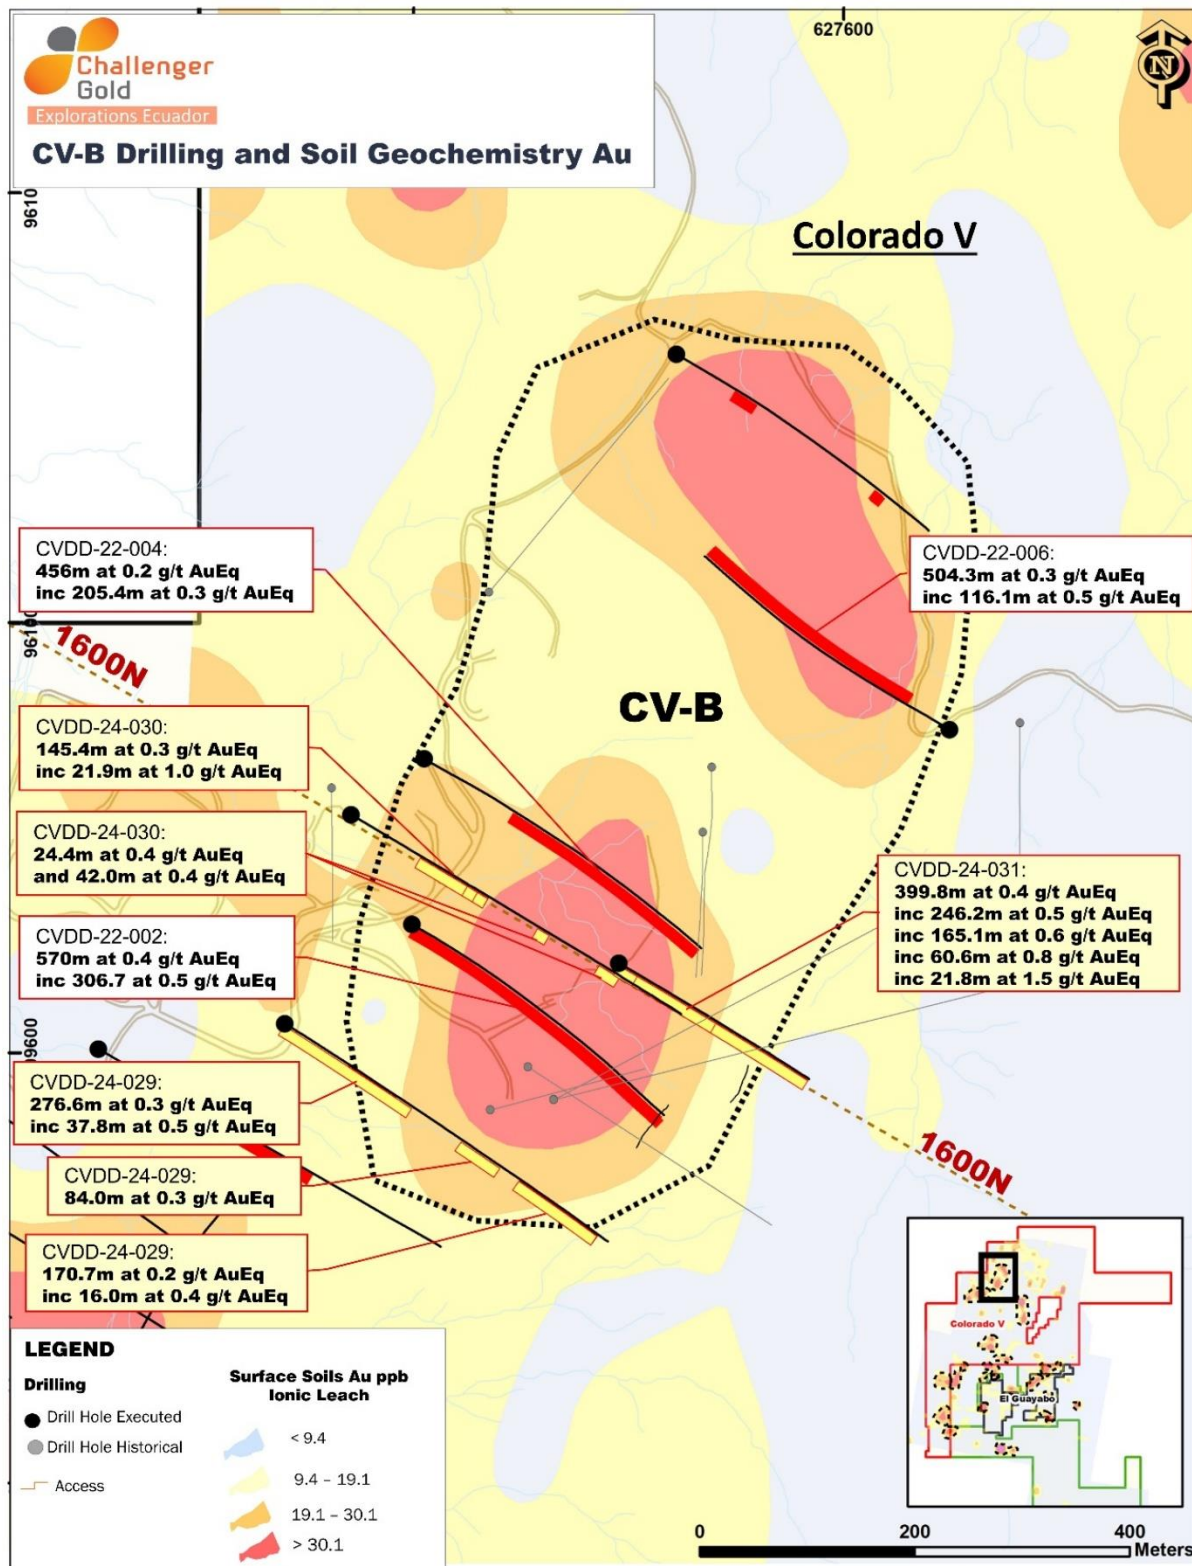 627600
Challenger
Gold
Explorations Ecuador
CV-B Drilling and Soil Geochemistry Au
N
9610
Colorado V
CVDD-22-004:
456m at 0.2 g/t AuEq
inc 205.4m at 0.3 g/t AuEq
CVDD-22-006:
504.3m at 0.3 g/t AuEq
inc 116.1m at 0.5 g/t AuEq
96100
1600N
CV-B
CVDD-24-030:
145.4m at 0.3 g/t AuEq
inc 21.9m at 1.0 g/t AuEq
CVDD-24-030:
24.4m at 0.4 g/t AuEq
and 42.0m at 0.4 g/t AuEq
CVDD-24-031:
399.8m at 0.4 g/t AuEq
inc 246.2m at 0.5 g/t AuEq
inc 165.1m at 0.6 g/t AuEq
inc 60.6m at 0.8 g/t AuEq
inc 21.8m at 1.5 g/t AuEq
CVDD-22-002:
570m at 0.4 g/t AuEq
inc 306.7 at 0.5 g/t AuEq
09600
CVDD-24-029:
276.6m at 0.3 g/t AuEq
inc 37.8m at 0.5 g/t AuEq
CVDD-24-029:
84.0m at 0.3 g/t AuEq
1600N
CVDD-24-029:
170.7m at 0.2 g/t AuEq
inc 16.0m at 0.4 g/t AuEq
Colorado V
El Guayabo
LEGEND
Drilling
Drill Hole Executed
Drill Hole Historical
Access
Surface Soils Au ppb
Ionic Leach
< 9.4
9.4 – 19.1
19.1 – 30.1
> 30.1
0 200 400
Meters